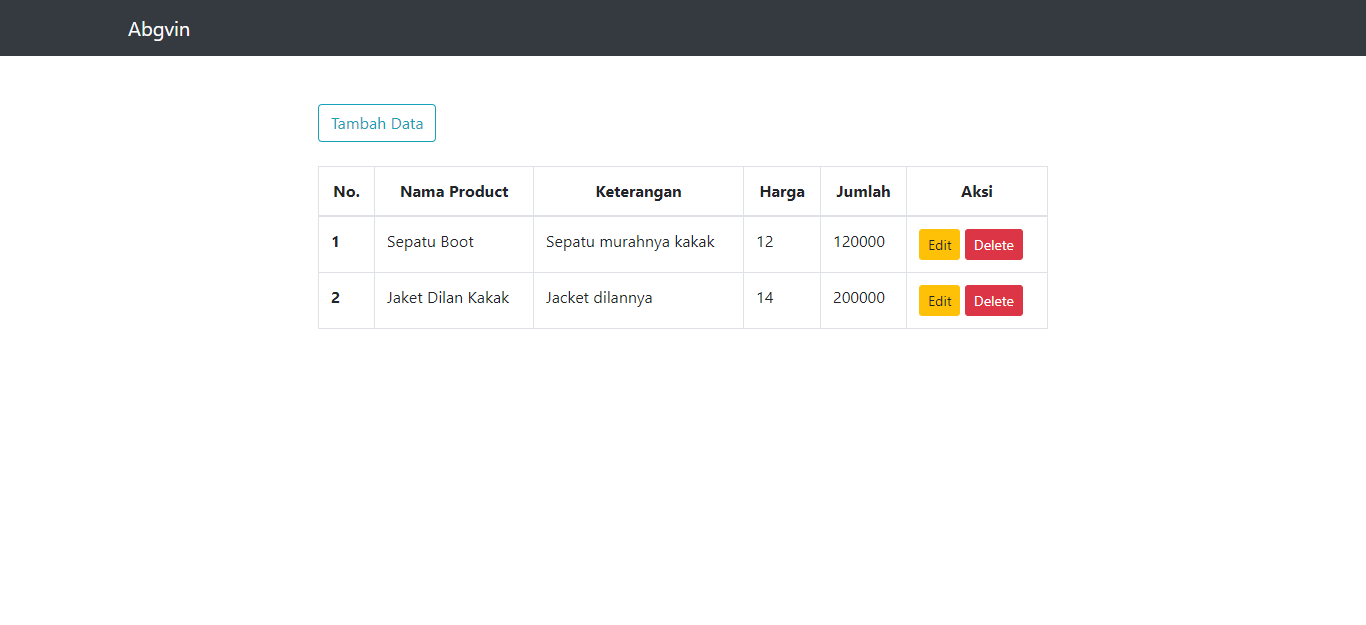 Abgvin
Tambah Data
No. Nama Product Keterangan Harga Jumlah Aksi
1 Sepatu Boot Sepatu murahnya kakak 12 120000 Edit Delete
2 Jaket Dilan Kakak Jacket dilannya 14 200000 Edit Delete